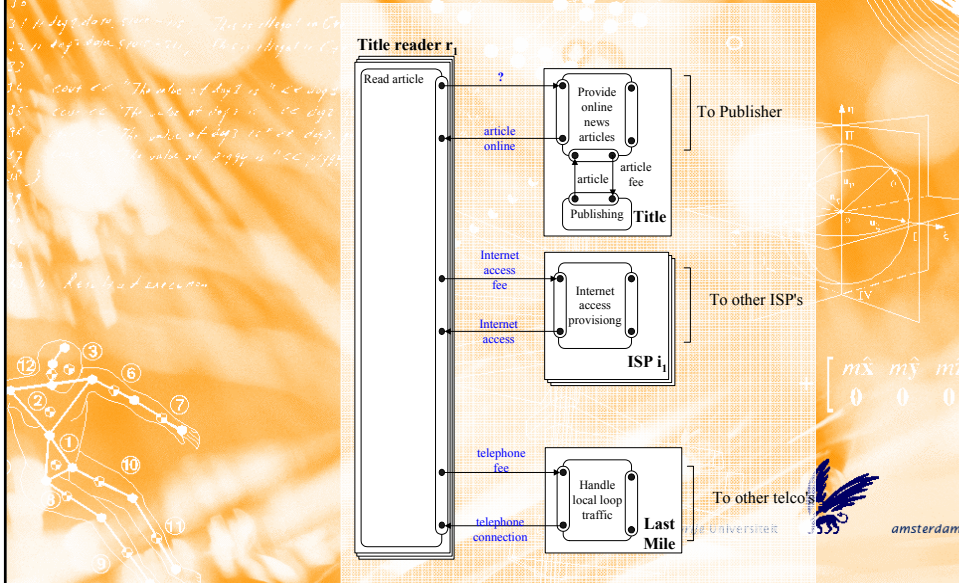 Title reader r1
Read article
?
article
online
Provide
online
news
articles
To Publisher
article
article
fee
Publishing
Title
Internet
access
fee
Internet
access
Internet
access
provisiong
To other ISP's
ISP i1
telephone
fee
telephone
connection
Handle
local loop
traffic
To other telco's
Last
Mile
Universiteit
amsterdam